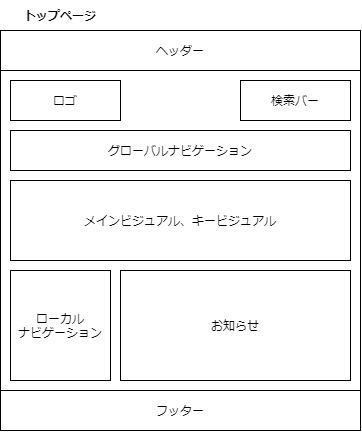 トップページ
ヘッダー
ロゴ
検索バー
グローバルナビゲーション
メインビジュアル、キービジュアル
ローカル
ナビゲーション
お知らせ
フッター